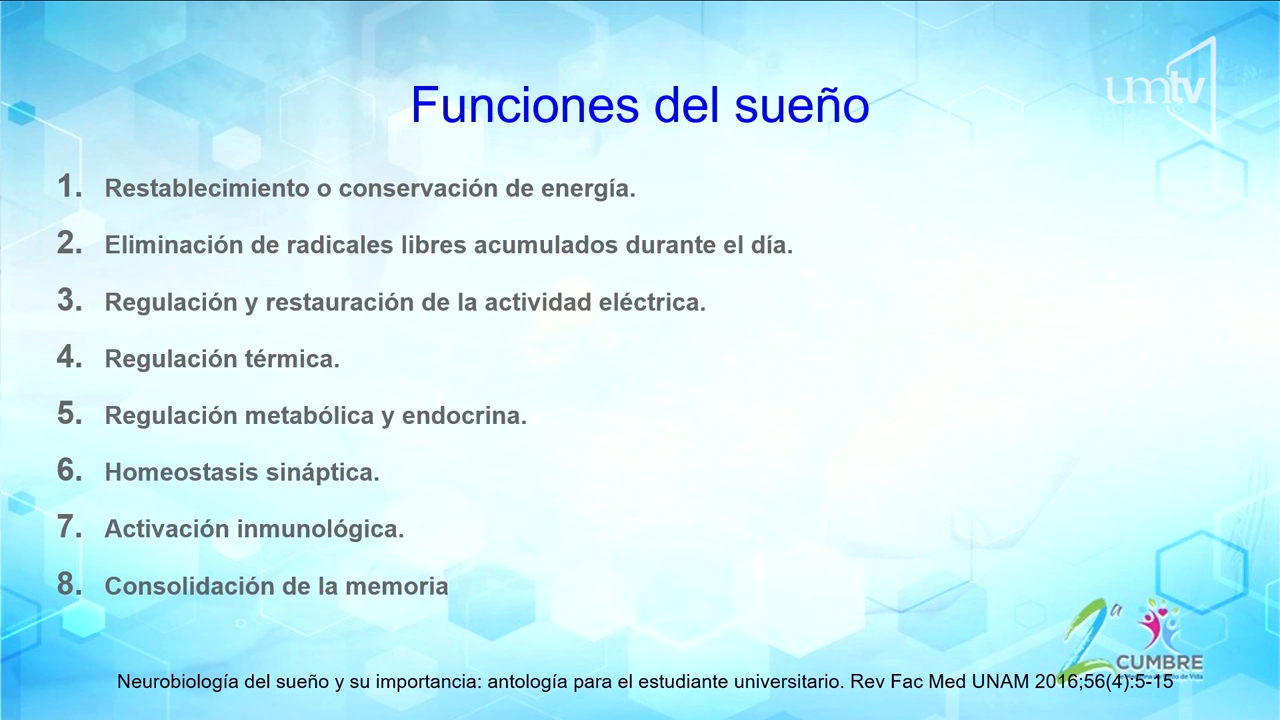 Funciones del sueño
umtv
1. Restablecimiento o conservación de energía.
2. Eliminación de radicales libres acumulados durante el día.
3. Regulación y restauración de la actividad eléctrica.
4. Regulación térmica.
5. Regulación metabólica y endocrina.
6. Homeostasis sináptica.
7. Activación inmunológica.
8. Consolidación de la memoria
2ª
CUMBRE
de Vida
Neurobiología del sueño y su importancia: antología para el estudiante universitario. Rev Fac Med UNAM 2016;56(4):5-15